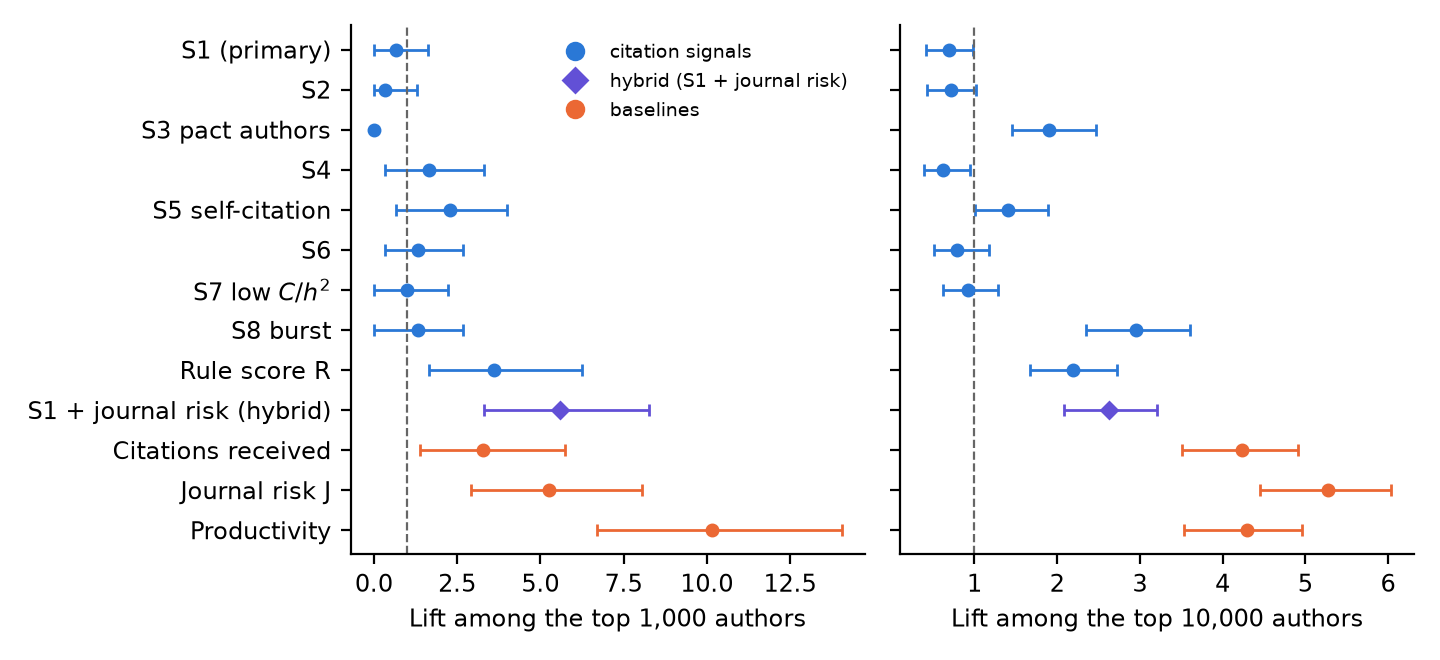 S1 (primary)
S2
S3 pact authors
S4
S5 self-citation
S6
S7 low C/h²
S8 burst
Rule score R
S1 + journal risk (hybrid)
Citations received
Journal risk J
Productivity
citation signals
hybrid (S1 + journal risk)
baselines
0.0 2.5 5.0 7.5 10.0 12.5
Lift among the top 1,000 authors
1 2 3 4 5 6
Lift among the top 10,000 authors